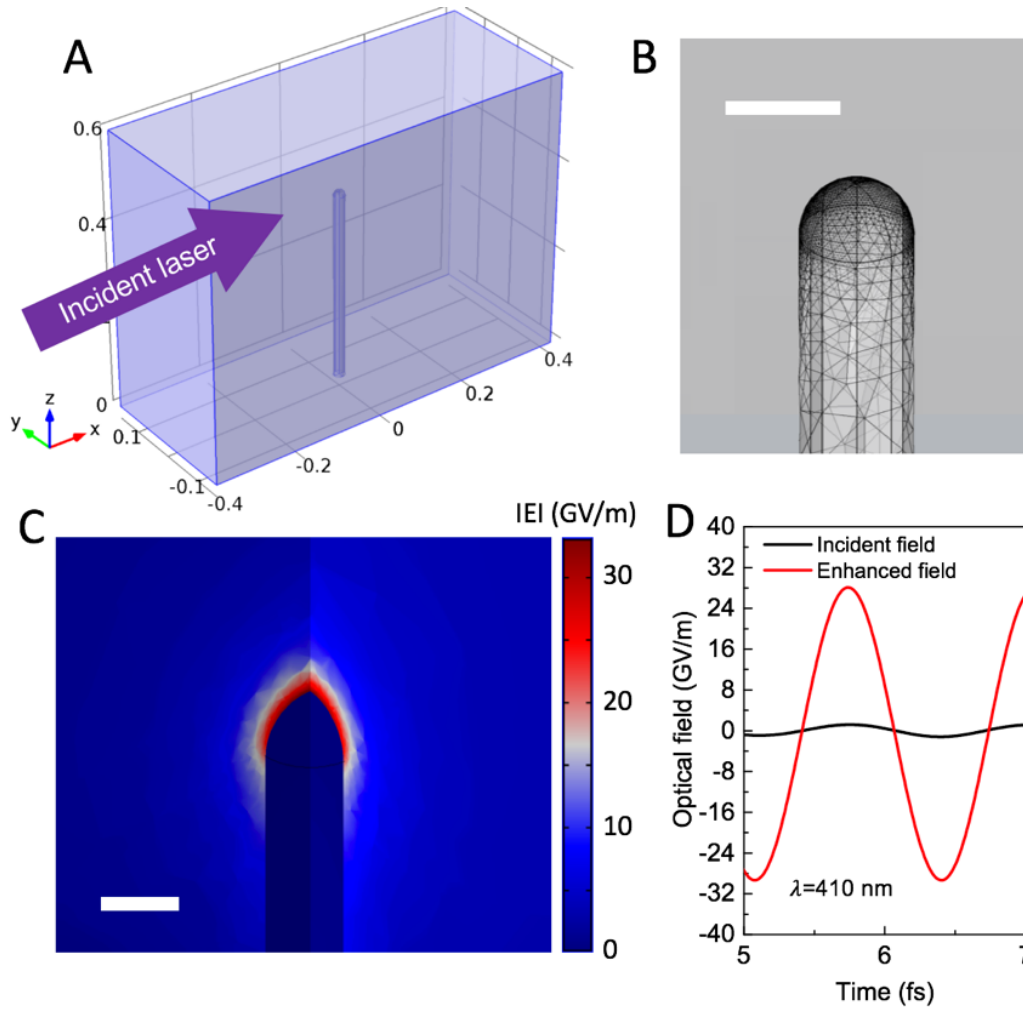 A
0.6
0.4
0
Incident laser
z
y
x
0.1
-0.1
-0.4
-0.2
0
0.2
0.4
B
C
IEI (GV/m)
30
20
10
0
D
40
32
24
16
8
0
-8
-16
-24
-32
-40
Optical field (GV/m)
Incident field
Enhanced field
λ=410 nm
5
6
7
Time (fs)